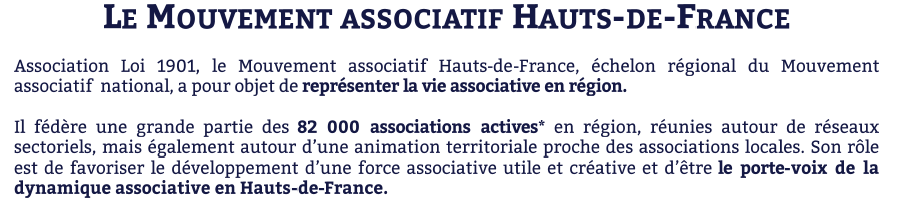 LE MOUVEMENT ASSOCIATIF HAUTS-DE-FRANCE
Association Loi 1901, le Mouvement associatif Hauts-de-France, échelon régional du Mouvement
associatif national, a pour objet de représenter la vie associative en région.
Il fédère une grande partie des 82 000 associations actives* en région, réunies autour de réseaux
sectoriels, mais également autour d'une animation territoriale proche des associations locales. Son rôle
est de favoriser le développement d'une force associative utile et créative et d'être le porte-voix de la
dynamique associative en Hauts-de-France.